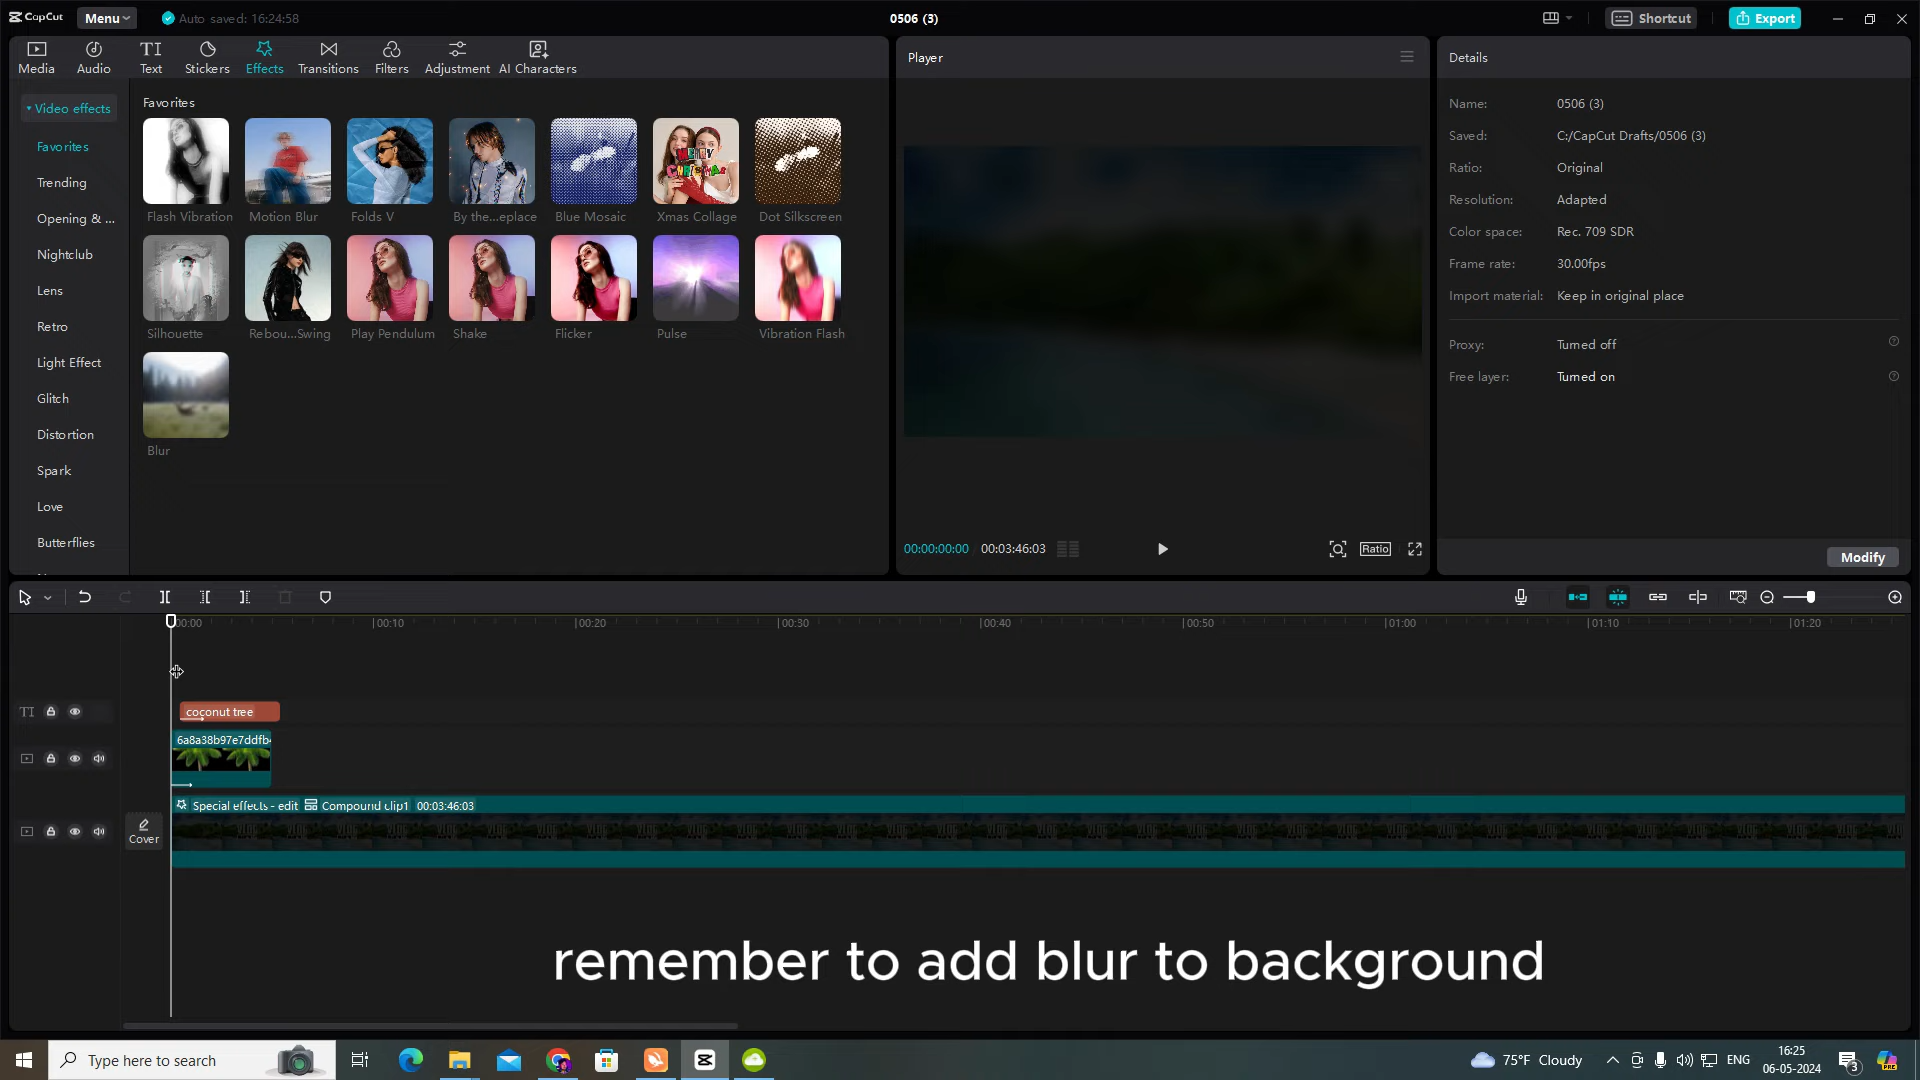 CapCut
Menu
Auto saved: 16:24:58
0506 (3)
Shortcut
Export
Media
Audio
TI
Text
Stickers
Effects
Transitions
Filters
Adjustment
AI Characters
Video effects
Favorites
Trending
Opening & ...
Nightclub
Lens
Retro
Light Effect
Glitch
Distortion
Spark
Love
Butterflies
Favorites
Flash Vibration
Motion Blur
Folds V
By the...eplace
Blue Mosaic
Xmas Collage
Dot Silkscreen
MERRY
CHRISTMAS
Silhouette
Rebou...Swing
Play Pendulum
Shake
Flicker
Pulse
Vibration Flash
Blur
Player
00:00:00:00
00:03:46:03
Ratio
Details
Name: 0506 (3)
Saved: C:/CapCut Drafts/0506 (3)
Ratio: Original
Resolution: Adapted
Color space: Rec. 709 SDR
Frame rate: 30.00fps
Import material: Keep in original place
Proxy: Turned off
Free layer: Turned on
Modify
00:00
00:10
00:20
00:30
00:40
00:50
01:00
01:10
01:20
TI
coconut tree
6a8a38b97e7ddfb4
Special effects - edit
Compound clip1
00:03:46:03
Cover
remember to add blur to background
Type here to search
75°F Cloudy
ENG
16:25
06-05-2024
3
PRE